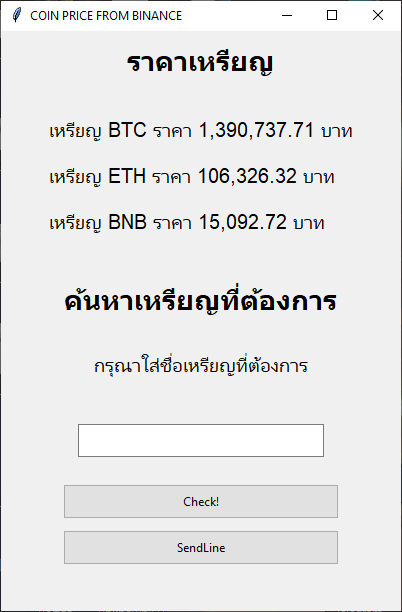 COIN PRICE FROM BINANCE
ราคาเหรียญ
เหรียญ BTC ราคา 1,390,737.71 บาท
เหรียญ ETH ราคา 106,326.32 บาท
เหรียญ BNB ราคา 15,092.72 บาท
ค้นหาเหรียญที่ต้องการ
กรุณาใส่ชื่อเหรียญที่ต้องการ
Check!
SendLine